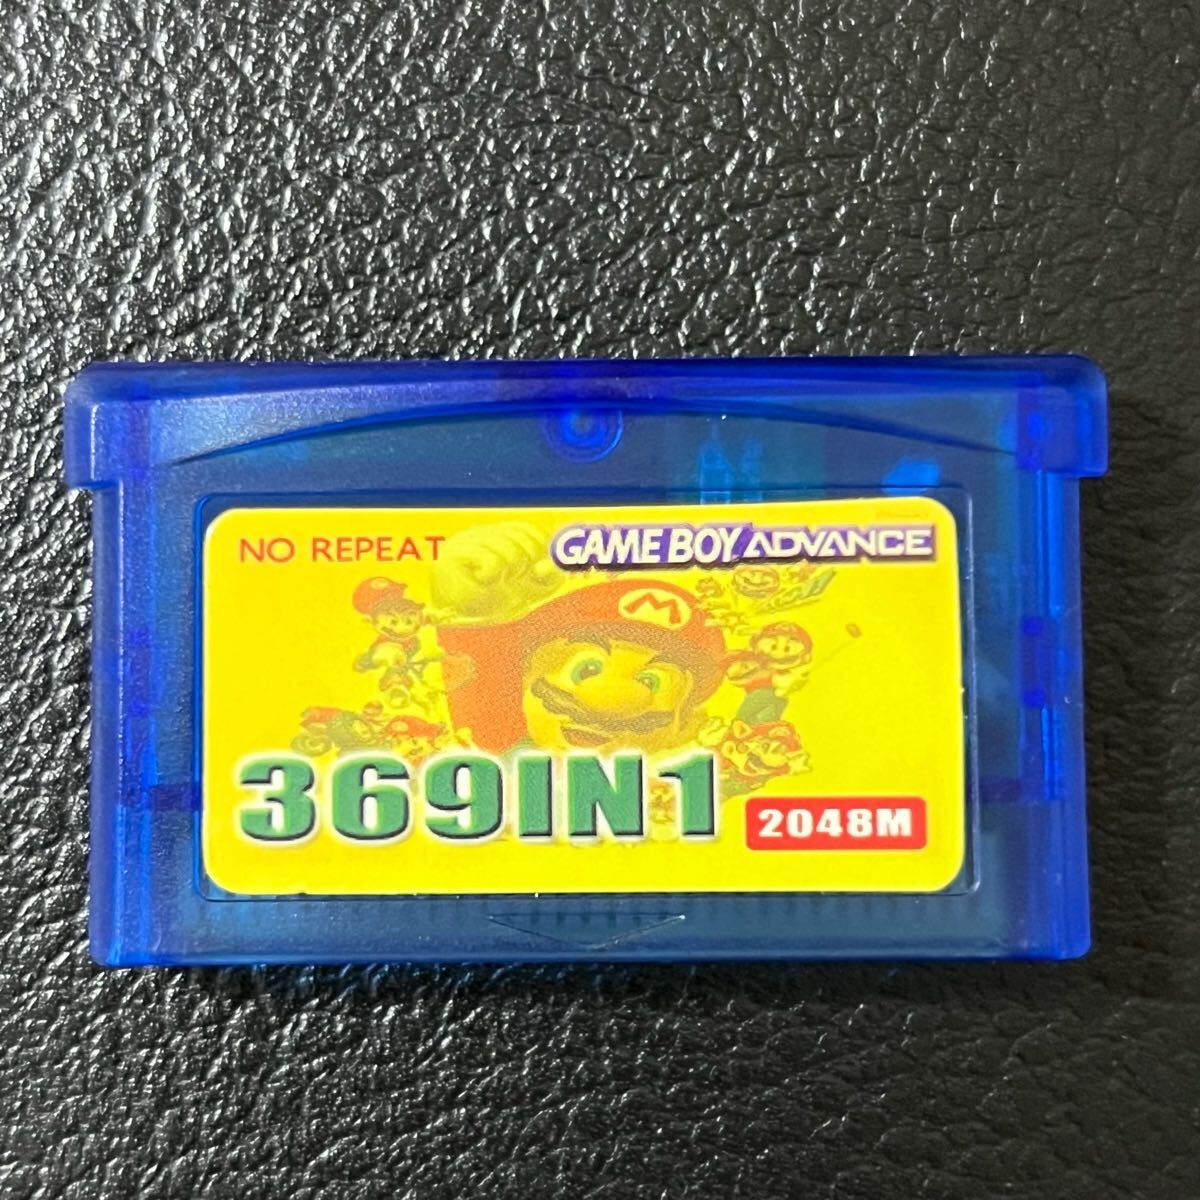 NO REPEAT
GAME BOY ADVANCE
M
369IN1
2048M